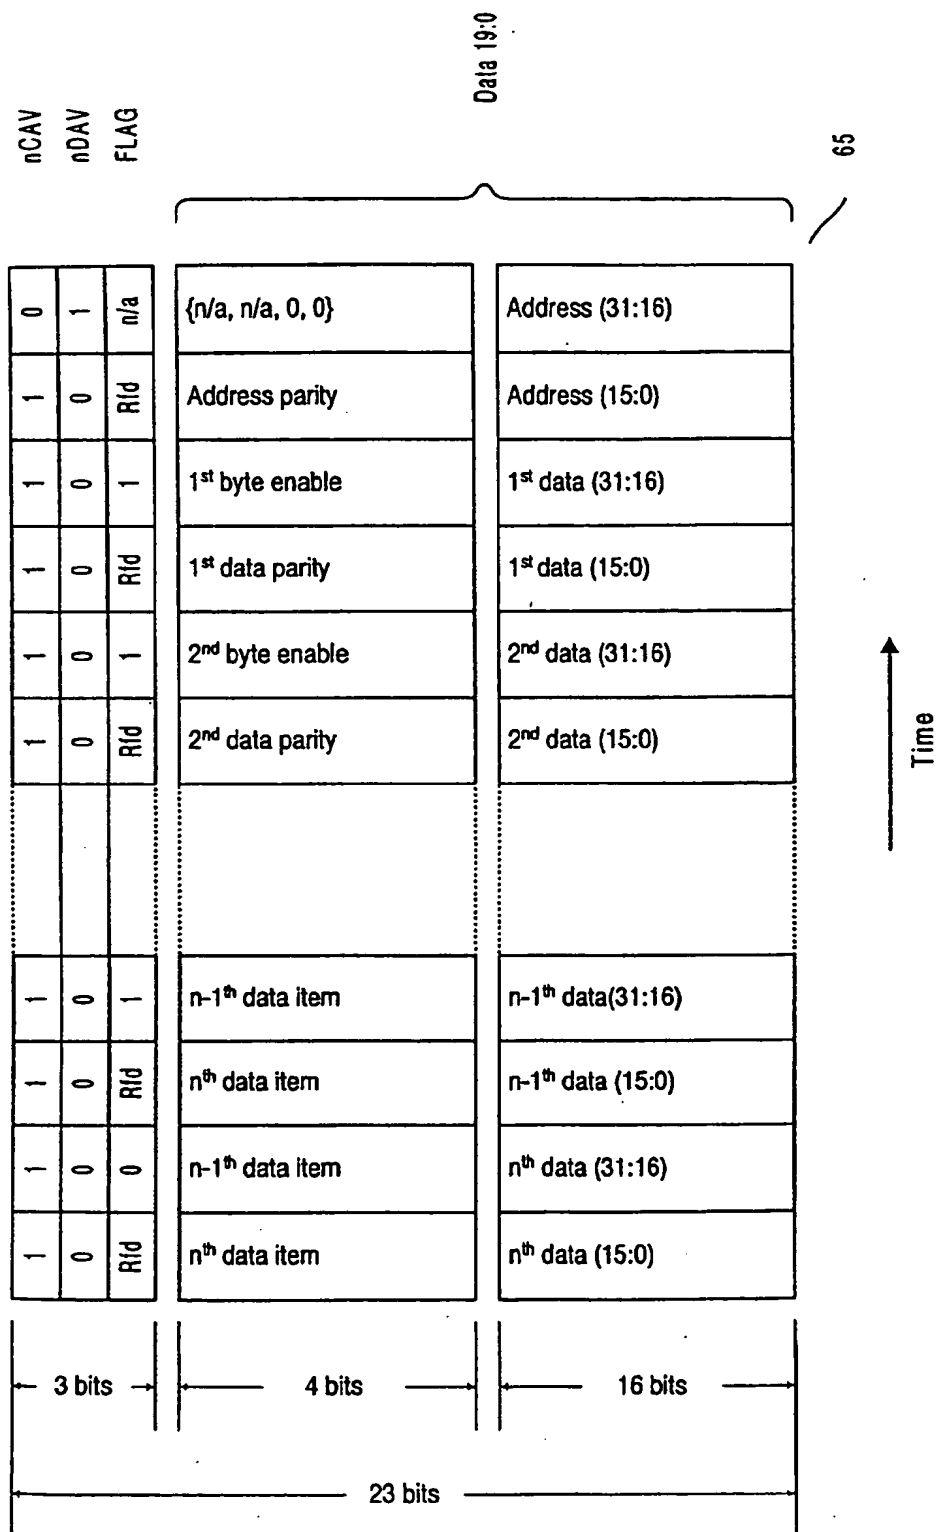 nCAV
nDAV
FLAG
Data 19:0
65
0 1 n/a {n/a, n/a, 0, 0} Address (31:16)
1 0 Rfd Address parity Address (15:0)
1 0 1 1st byte enable 1st data (31:16)
1 0 Rfd 1st data parity 1st data (15:0)
1 0 1 2nd byte enable 2nd data (31:16)
1 0 Rfd 2nd data parity 2nd data (15:0)
Time
1 0 1 n-1th data item n-1th data(31:16)
1 0 Rfd nth data item n-1th data (15:0)
1 0 0 n-1th data item nth data (31:16)
1 0 Rfd nth data item nth data (15:0)
3 bits 4 bits 16 bits
23 bits